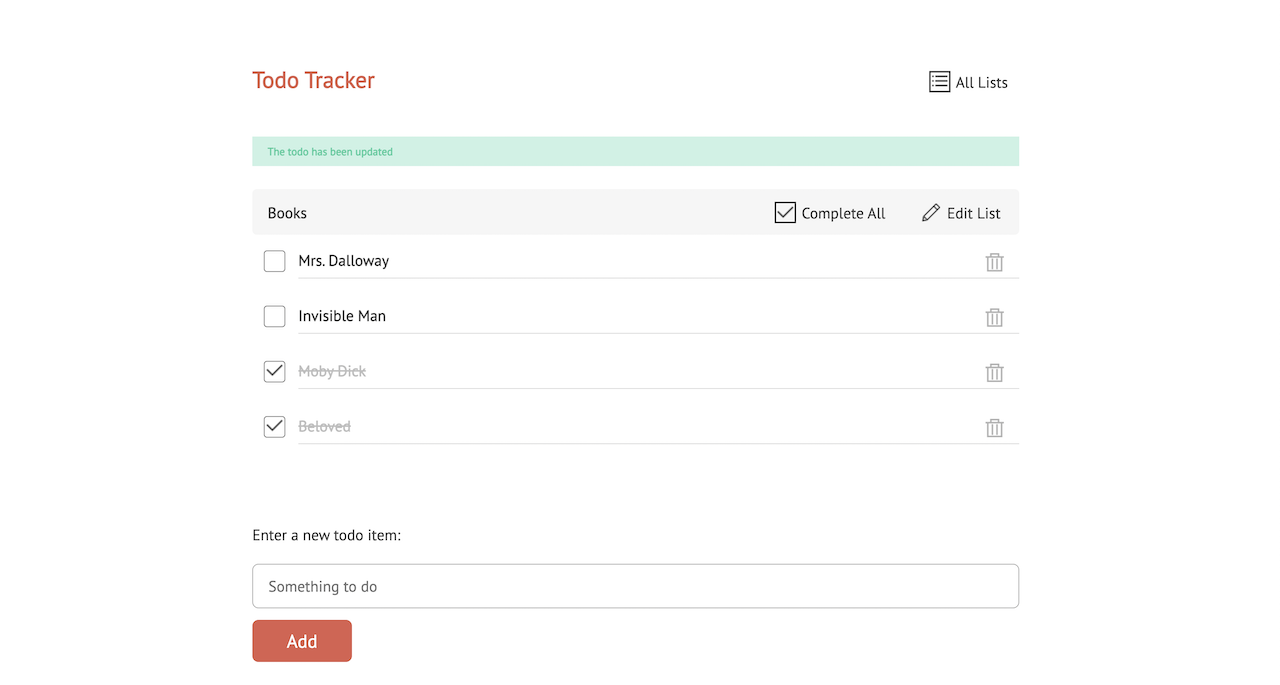 Todo Tracker
All Lists
The todo has been updated
Books
Complete All
Edit List
Mrs. Dalloway
Invisible Man
Moby Dick
Beloved
Enter a new todo item:
Something to do
Add